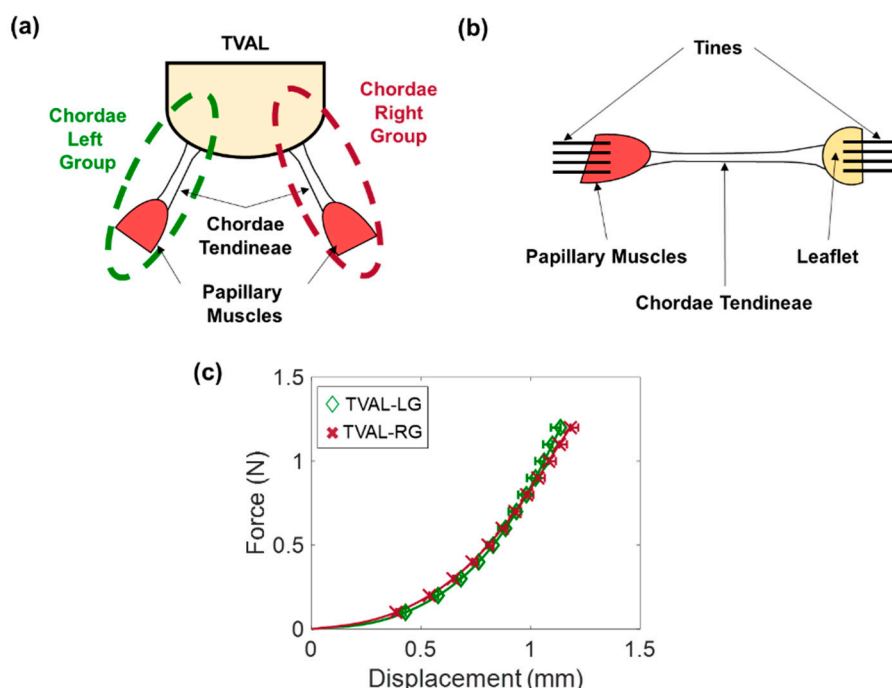 (a)
TVAL
Chordae
Left
Group
Chordae
Right
Group
Chordae
Tendineae
Papillary
Muscles
(b)
Tines
Papillary Muscles
Leaflet
Chordae Tendineae
(c)
1.5
1
0.5
0
Force (N)
TVAL-LG
TVAL-RG
0
0.5
1
1.5
Displacement (mm)